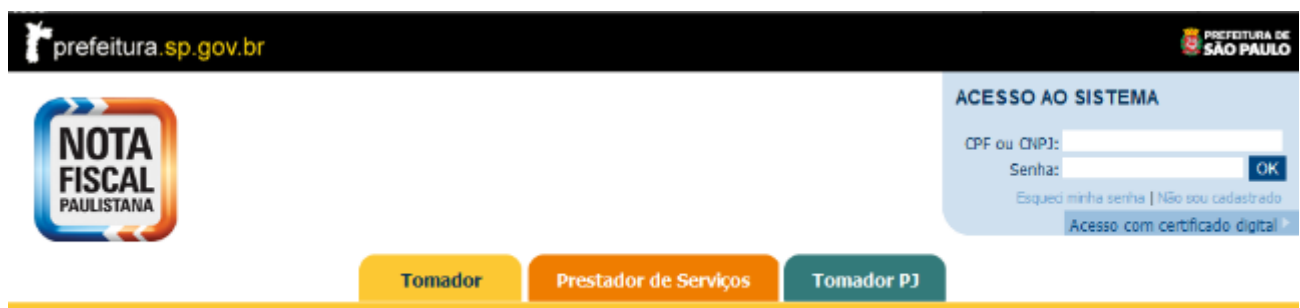 prefeitura.sp.gov.br
PREFEITURA DE
SÃO PAULO
NOTA
FISCAL
PAULISTANA
ACESSO AO SISTEMA
CPF ou CNPJ:
Senha: OK
Esqueci minha senha | Não sou cadastrado
Acesso com certificado digital
Tomador Prestador de Serviços Tomador PJ